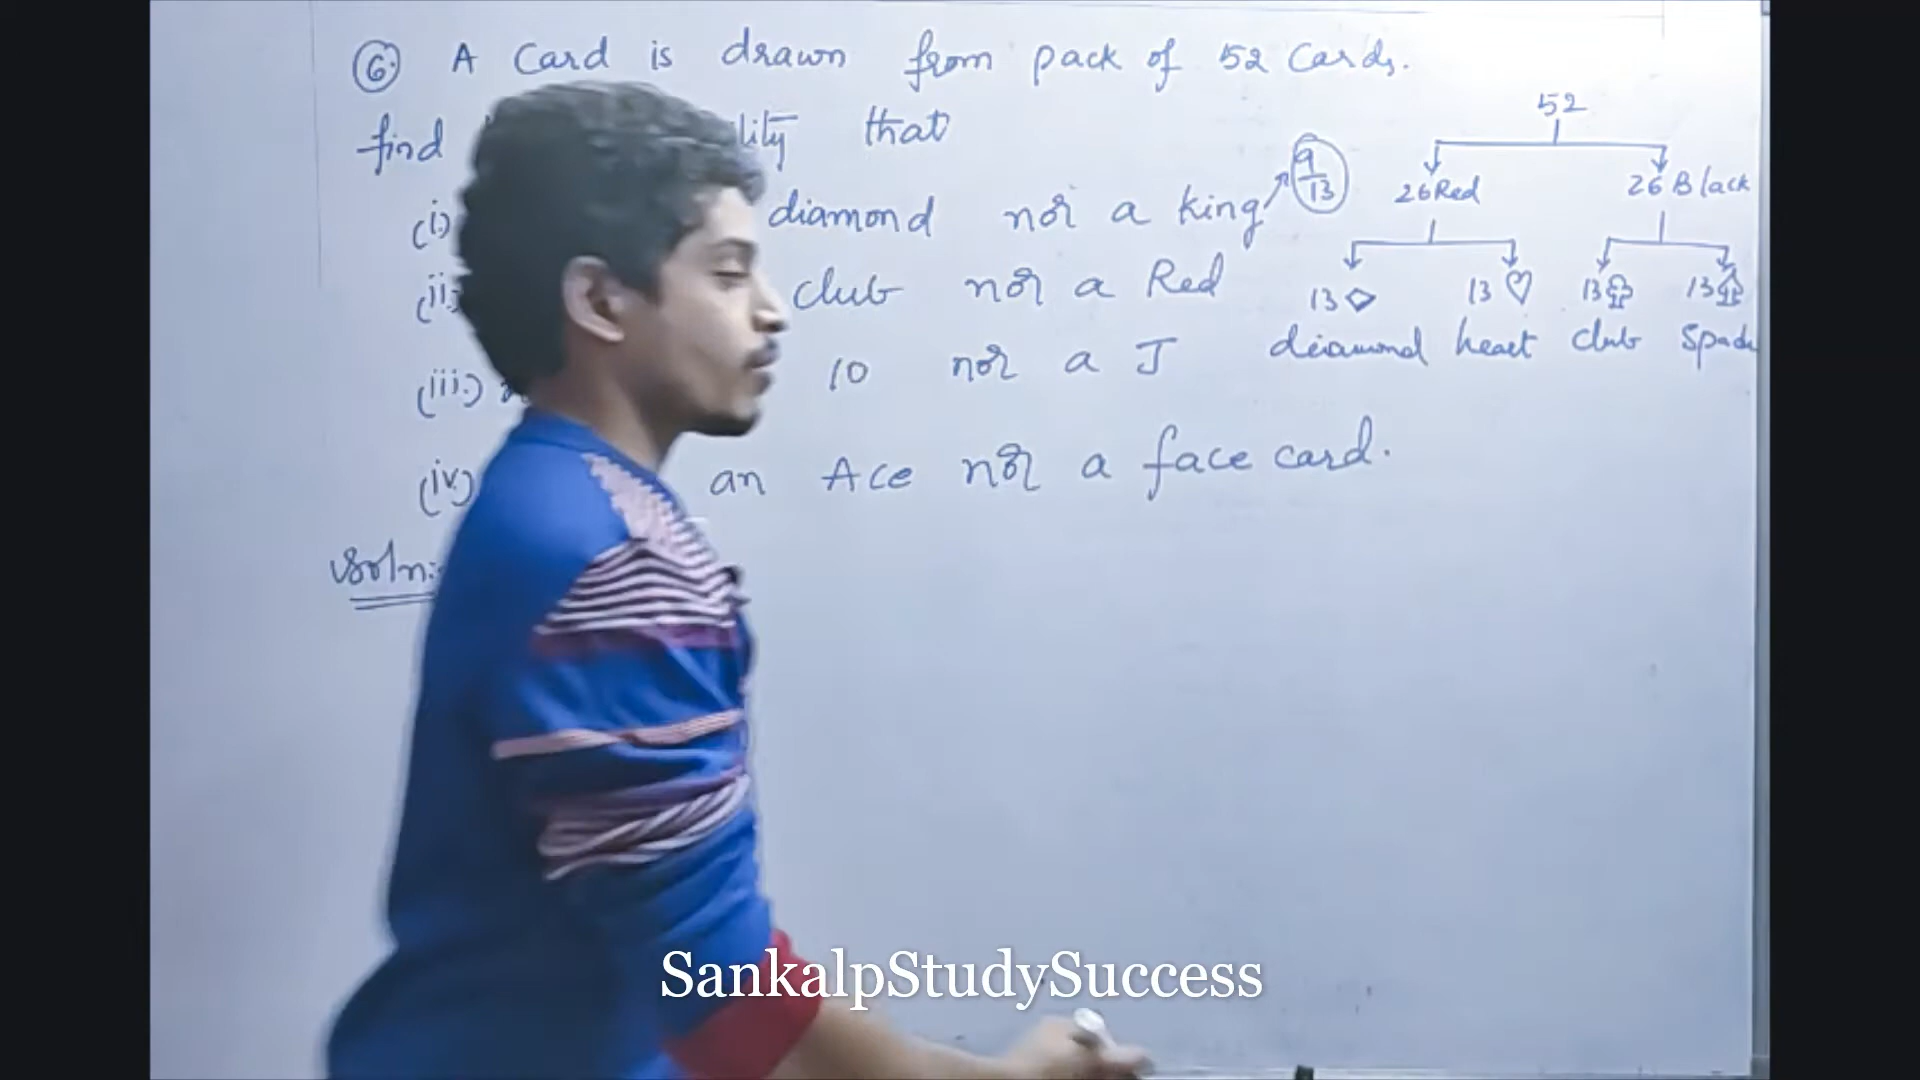 6. A Card is drawn from pack of 52 Cards.
find lity that
(i) diamond nor a king 9/13
(ii) club nor a Red
(iii.) 10 nor a J
(iv.) an Ace nor a face card.
Soln:
52
26 Red 26 Black
13 13 13 13
diamond heart club Spade
SankalpStudySuccess